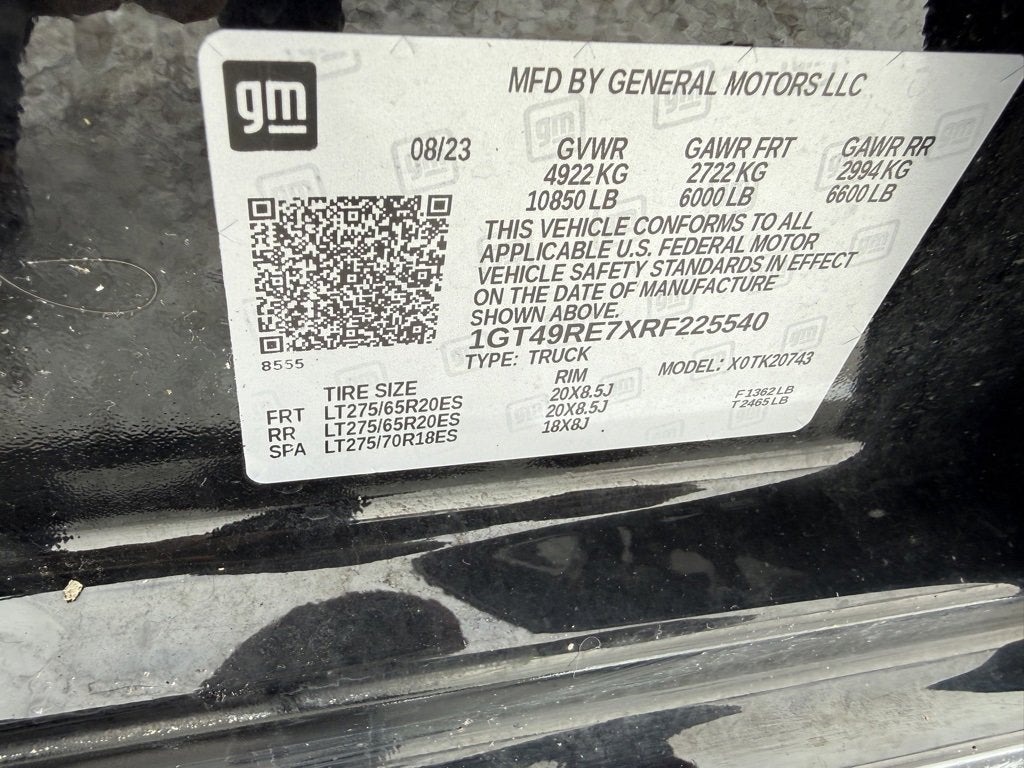 gm
MFD BY GENERAL MOTORS LLC
08/23 GVWR GAWR FRT GAWR RR
4922 KG 2722 KG 2994 KG
10850 LB 6000 LB 6600 LB
THIS VEHICLE CONFORMS TO ALL
APPLICABLE U.S. FEDERAL MOTOR
VEHICLE SAFETY STANDARDS IN EFFECT
ON THE DATE OF MANUFACTURE
SHOWN ABOVE.
1GT49RE7XRF225540
8555 TYPE: TRUCK MODEL: X0TK20743
TIRE SIZE RIM
FRT LT275/65R20ES 20X8.5J F1362LB
RR LT275/65R20ES 20X8.5J T2465LB
SPA LT275/70R18ES 18X8J